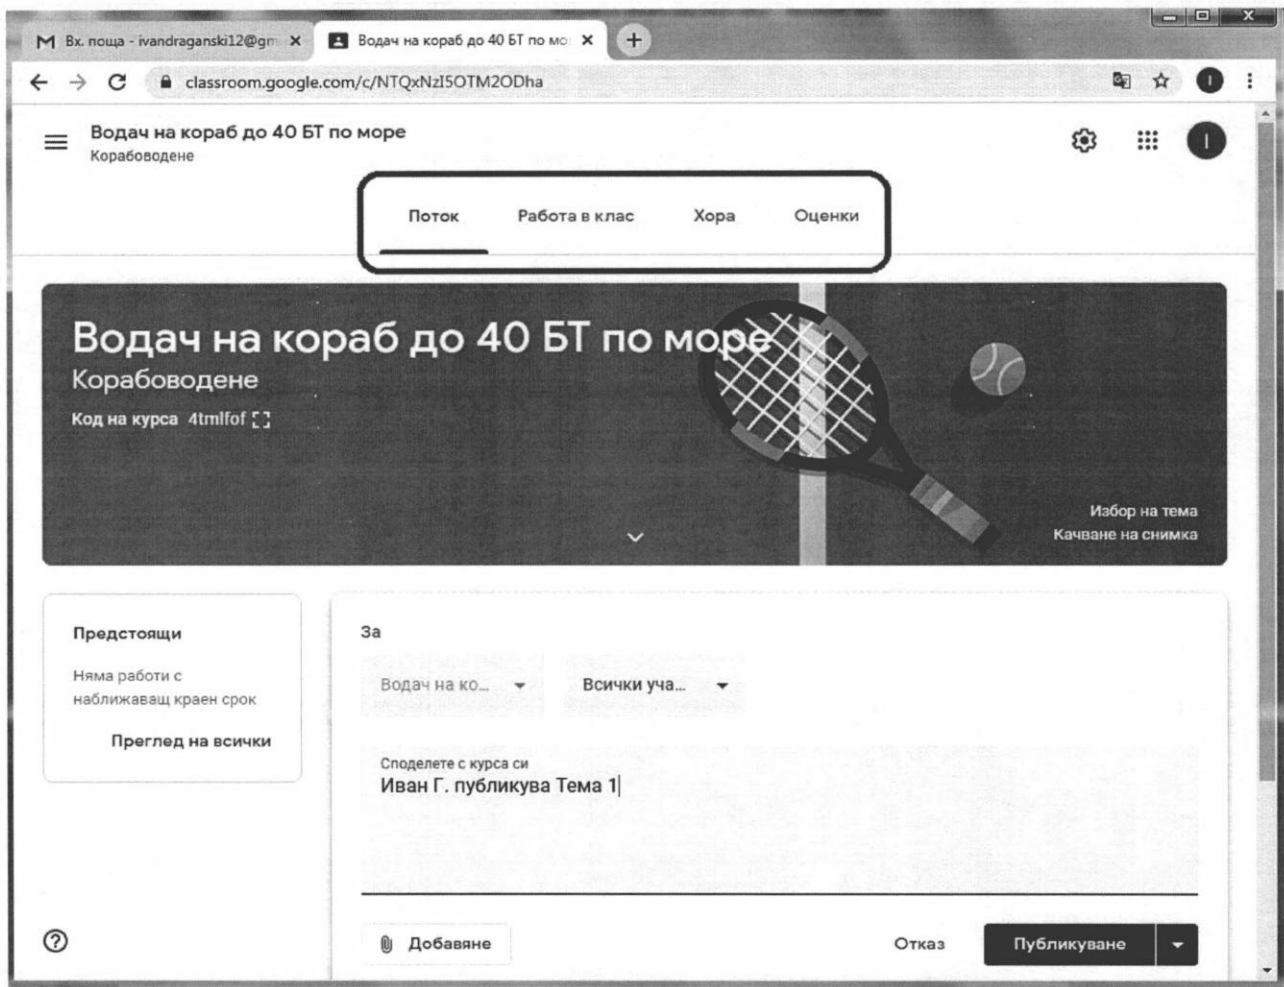 Вх. поща - ivandraganski12@gm
Водач на кораб до 40 БТ по мо
classroom.google.com/c/NTQxNzI5OTM2ODha
Водач на кораб до 40 БТ по море
Корабоводене
I
I
Поток Работа в клас Хора Оценки
Водач на кораб до 40 БТ по море
Корабоводене
Код на курса 4tmlfof
Избор на тема
Качване на снимка
Предстоящи
Няма работи с
наближаващ краен срок
Преглед на всички
За
Водач на ко... Всички уча...
Споделете с курса си
Иван Г. публикува Тема 1
Добавяне Отказ Публикуване